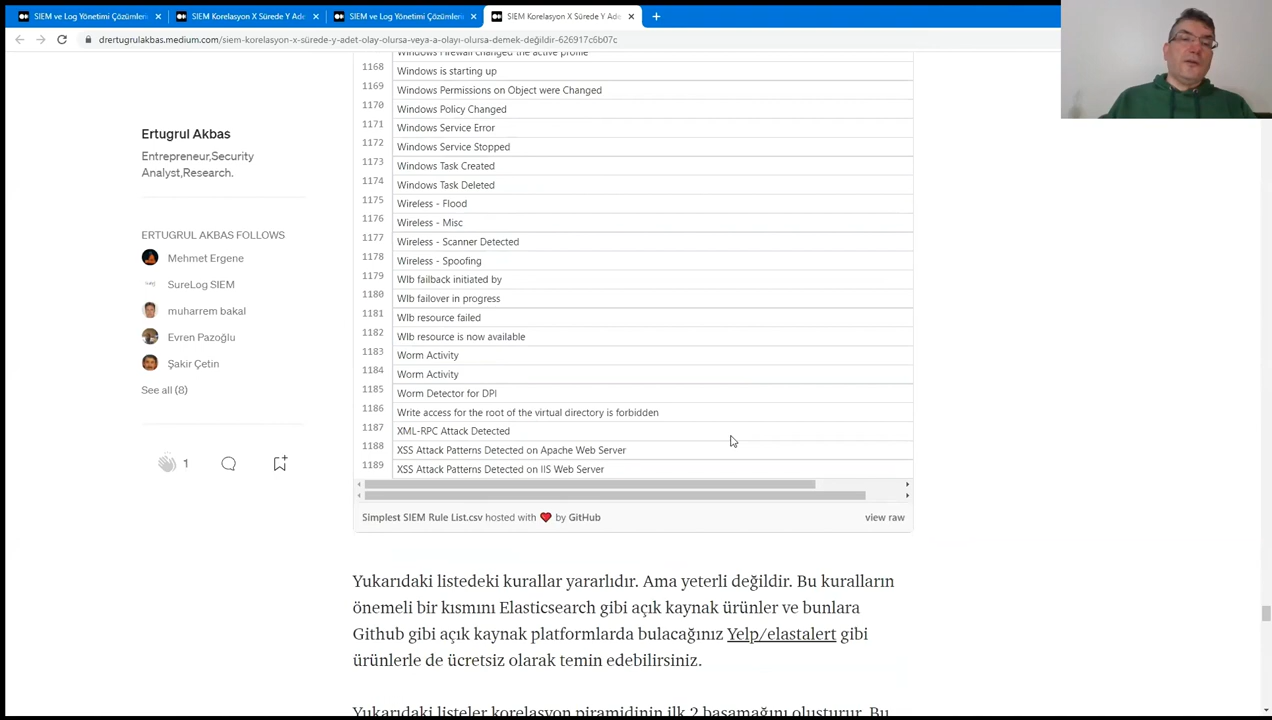 SIEM ve Log Yönetimi Çözümleri
SIEM Korelasyon X Sürede Y Ade
SIEM ve Log Yönetimi Çözümleri
SIEM Korelasyon X Sürede Y Ade
drertugrulakbas.medium.com/siem-korelasyon-x-sürede-y-adet-olay-olursa-veya-a-olayı-olursa-demek-değildir-626917c6b07c
Ertugrul Akbas
Entrepreneur,Security
Analyst,Research.
ERTUGRUL AKBAS FOLLOWS
Mehmet Ergene
SureLog SIEM
muharrem bakal
Evren Pazoğlu
Şakir Çetin
See all (8)
1
Windows Firewall changed the active profile
1168 Windows is starting up
1169 Windows Permissions on Object were Changed
1170 Windows Policy Changed
1171 Windows Service Error
1172 Windows Service Stopped
1173 Windows Task Created
1174 Windows Task Deleted
1175 Wireless - Flood
1176 Wireless - Misc
1177 Wireless - Scanner Detected
1178 Wireless - Spoofing
1179 Wlb failback initiated by
1180 Wlb failover in progress
1181 Wlb resource failed
1182 Wlb resource is now available
1183 Worm Activity
1184 Worm Activity
1185 Worm Detector for DPI
1186 Write access for the root of the virtual directory is forbidden
1187 XML-RPC Attack Detected
1188 XSS Attack Patterns Detected on Apache Web Server
1189 XSS Attack Patterns Detected on IIS Web Server
Simplest SIEM Rule List.csv hosted with ❤ by GitHub view raw
Yukarıdaki listedeki kurallar yararlıdır. Ama yeterli değildir. Bu kuralların
önemeli bir kısmını Elasticsearch gibi açık kaynak ürünler ve bunlara
Github gibi açık kaynak platformlarda bulacağınız Yelp/elastalert gibi
ürünlerle de ücretsiz olarak temin edebilirsiniz.
Yukarıdaki listeler korelasyon piramidinin ilk 2 basamağını oluşturur. Bu